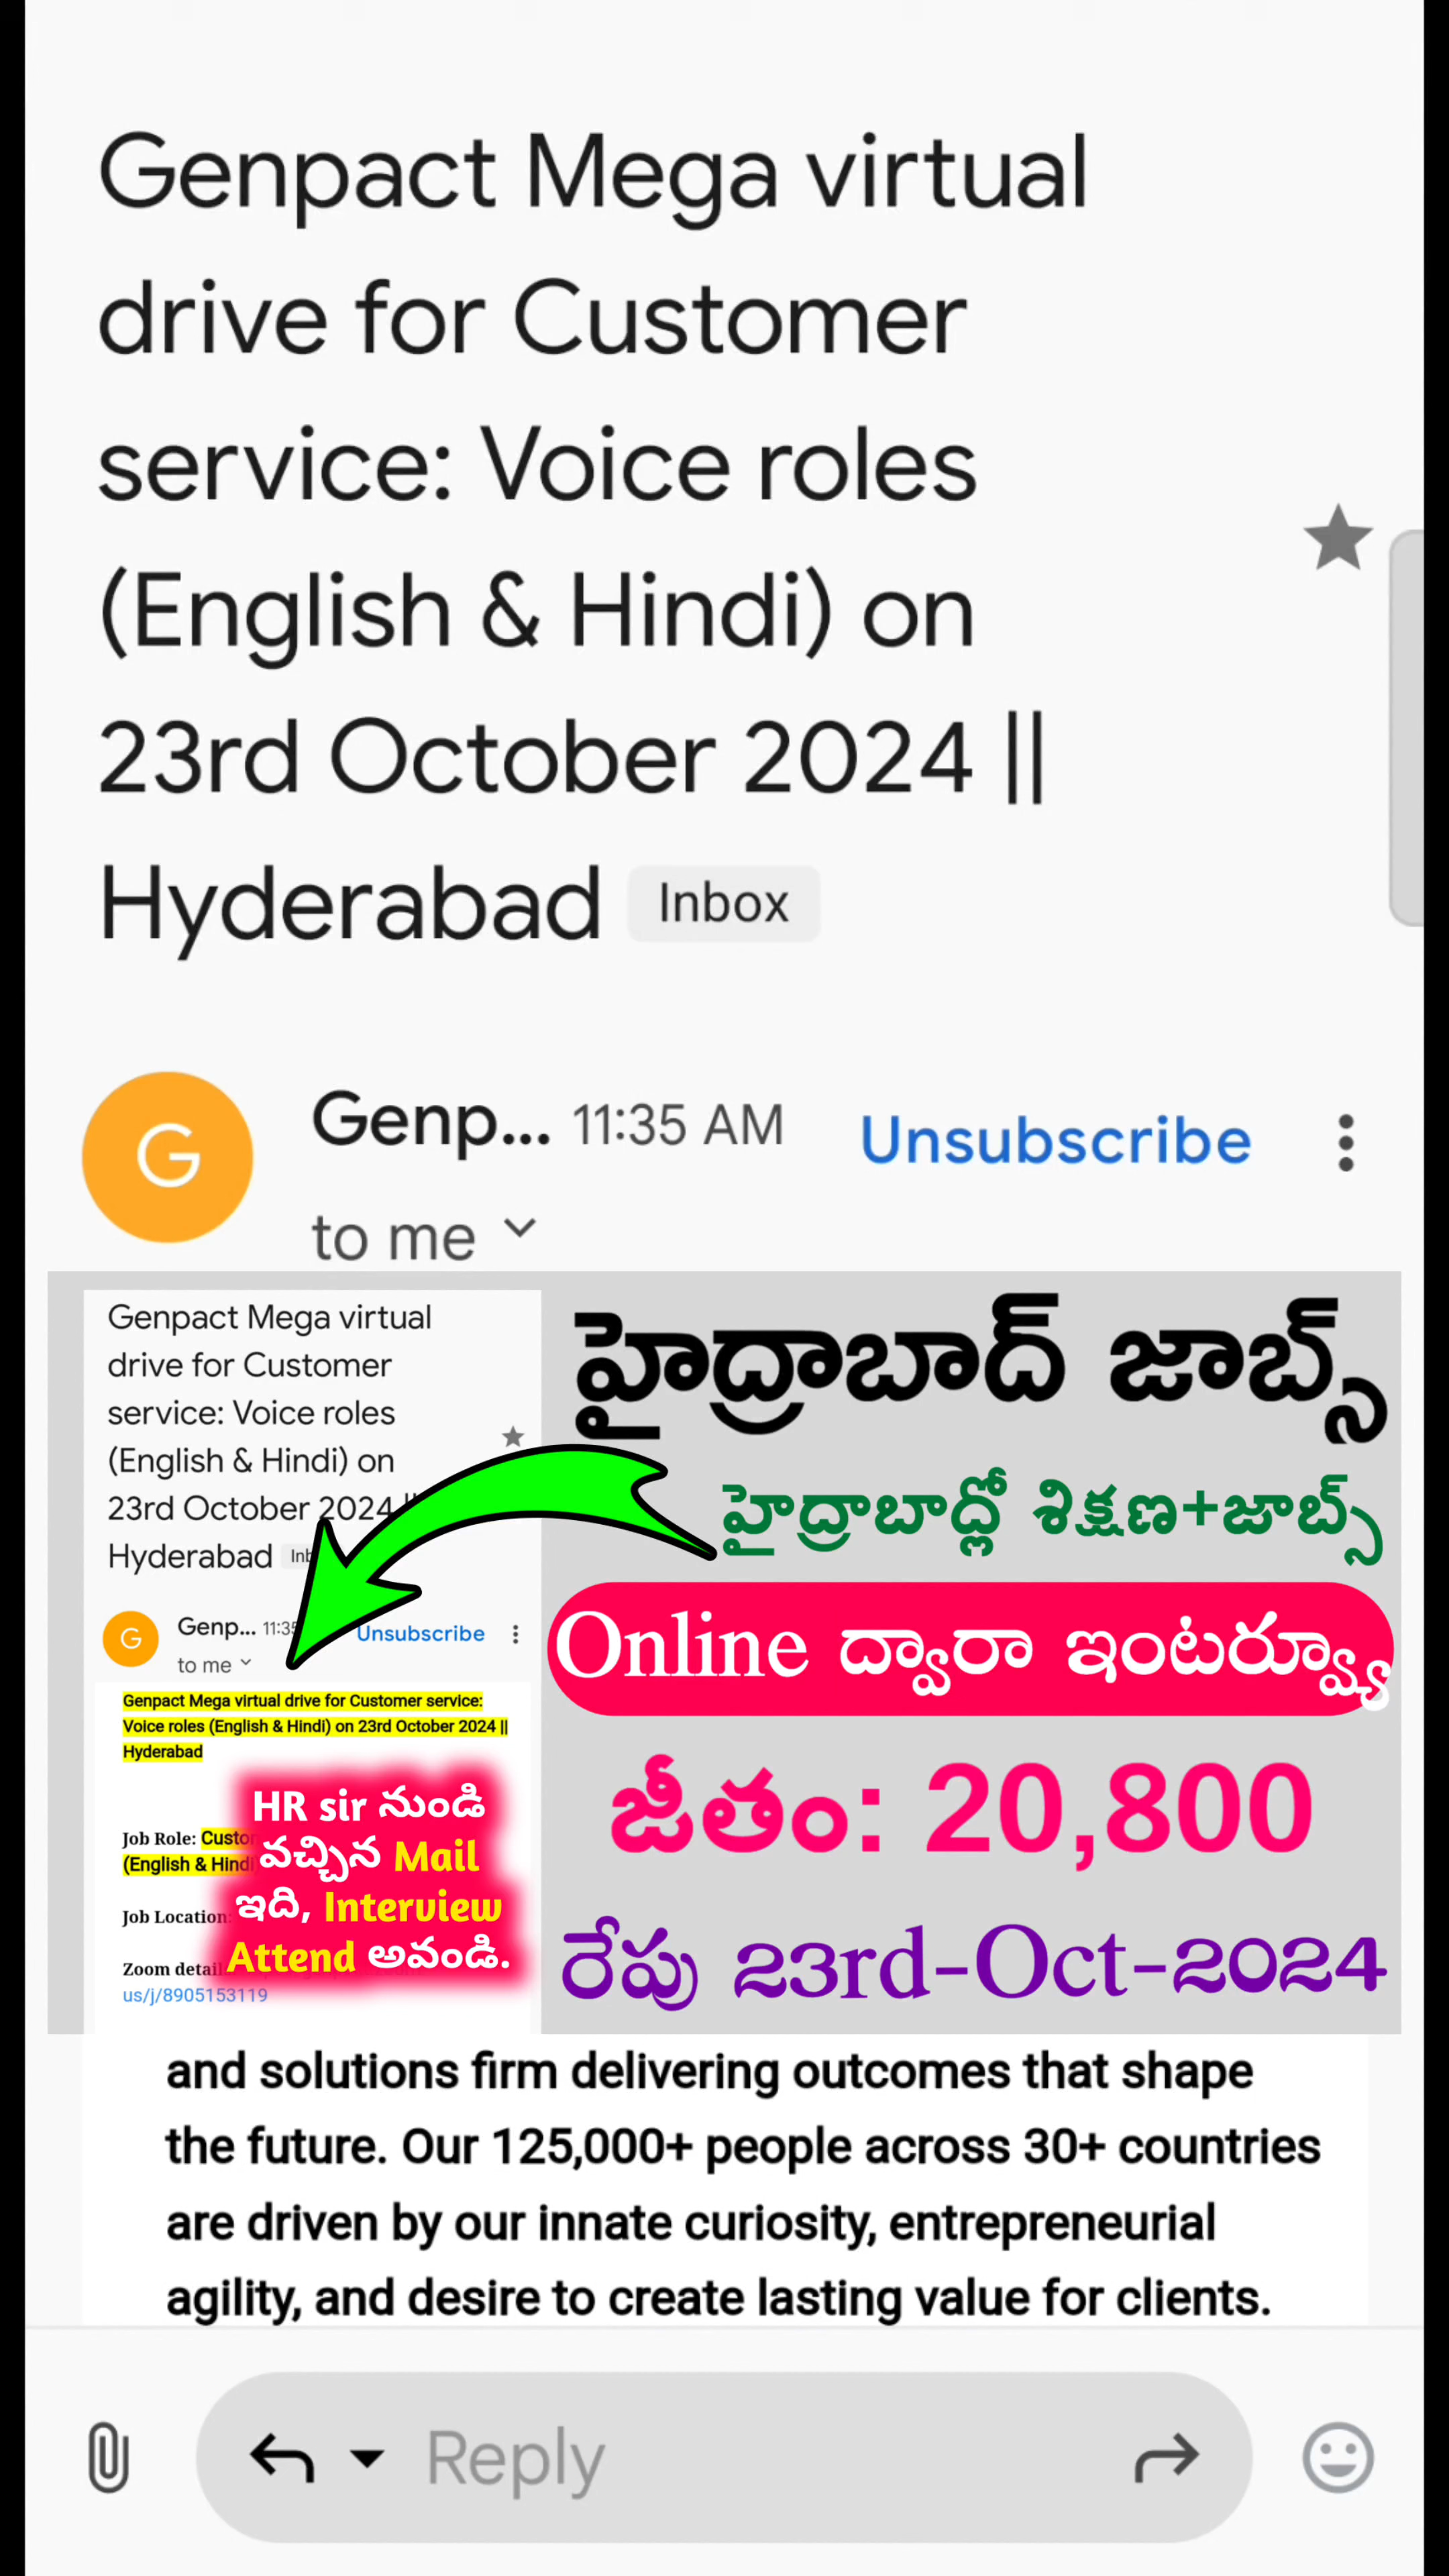 Genpact Mega virtual
drive for Customer
service: Voice roles
(English & Hindi) on
23rd October 2024 ||
Hyderabad Inbox
G
Genp... 11:35 AM Unsubscribe
to me
Genpact Mega virtual
drive for Customer
service: Voice roles
(English & Hindi) on
23rd October 2024
Hyderabad
G
Genp... Unsubscribe
to me
Genpact Mega virtual drive for Customer service:
Voice roles (English & Hindi) on 23rd October 2024 ||
Hyderabad
Job Role:
(English &
Job Location:
Zoom
us/j/8905153119
HR sir నుండి
వచ్చిన Mail
ఇది, Interview
Attend అవండి.
హైద్రాబాద్ జాబ్స్
హైద్రాబాద్లో శిక్షణ+జాబ్స్
Online ద్వారా ఇంటర్వ్యూ
జీతం: 20,800
రేపు 23rd-Oct-2024
and solutions firm delivering outcomes that shape
the future. Our 125,000+ people across 30+ countries
are driven by our innate curiosity, entrepreneurial
agility, and desire to create lasting value for clients.
Reply